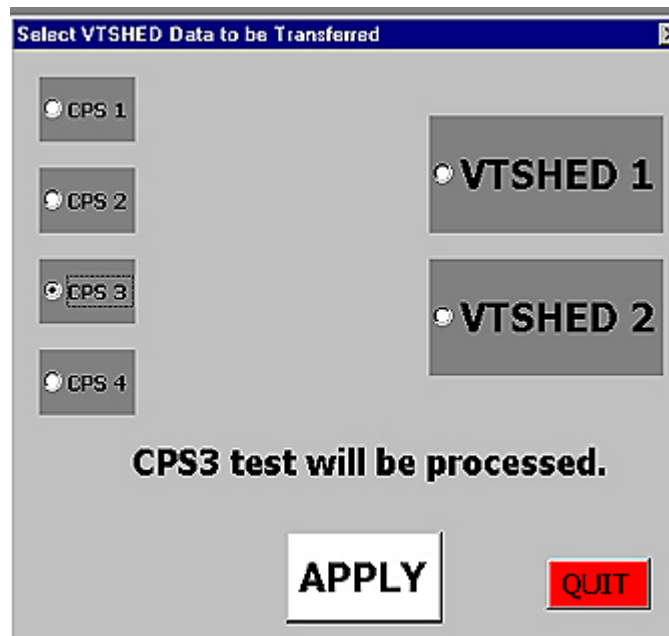 Select VTSHED Data to be Transferred
CPS 1
CPS 2
CPS 3
CPS 4
VTSHED 1
VTSHED 2
CPS3 test will be processed.
APPLY
QUIT